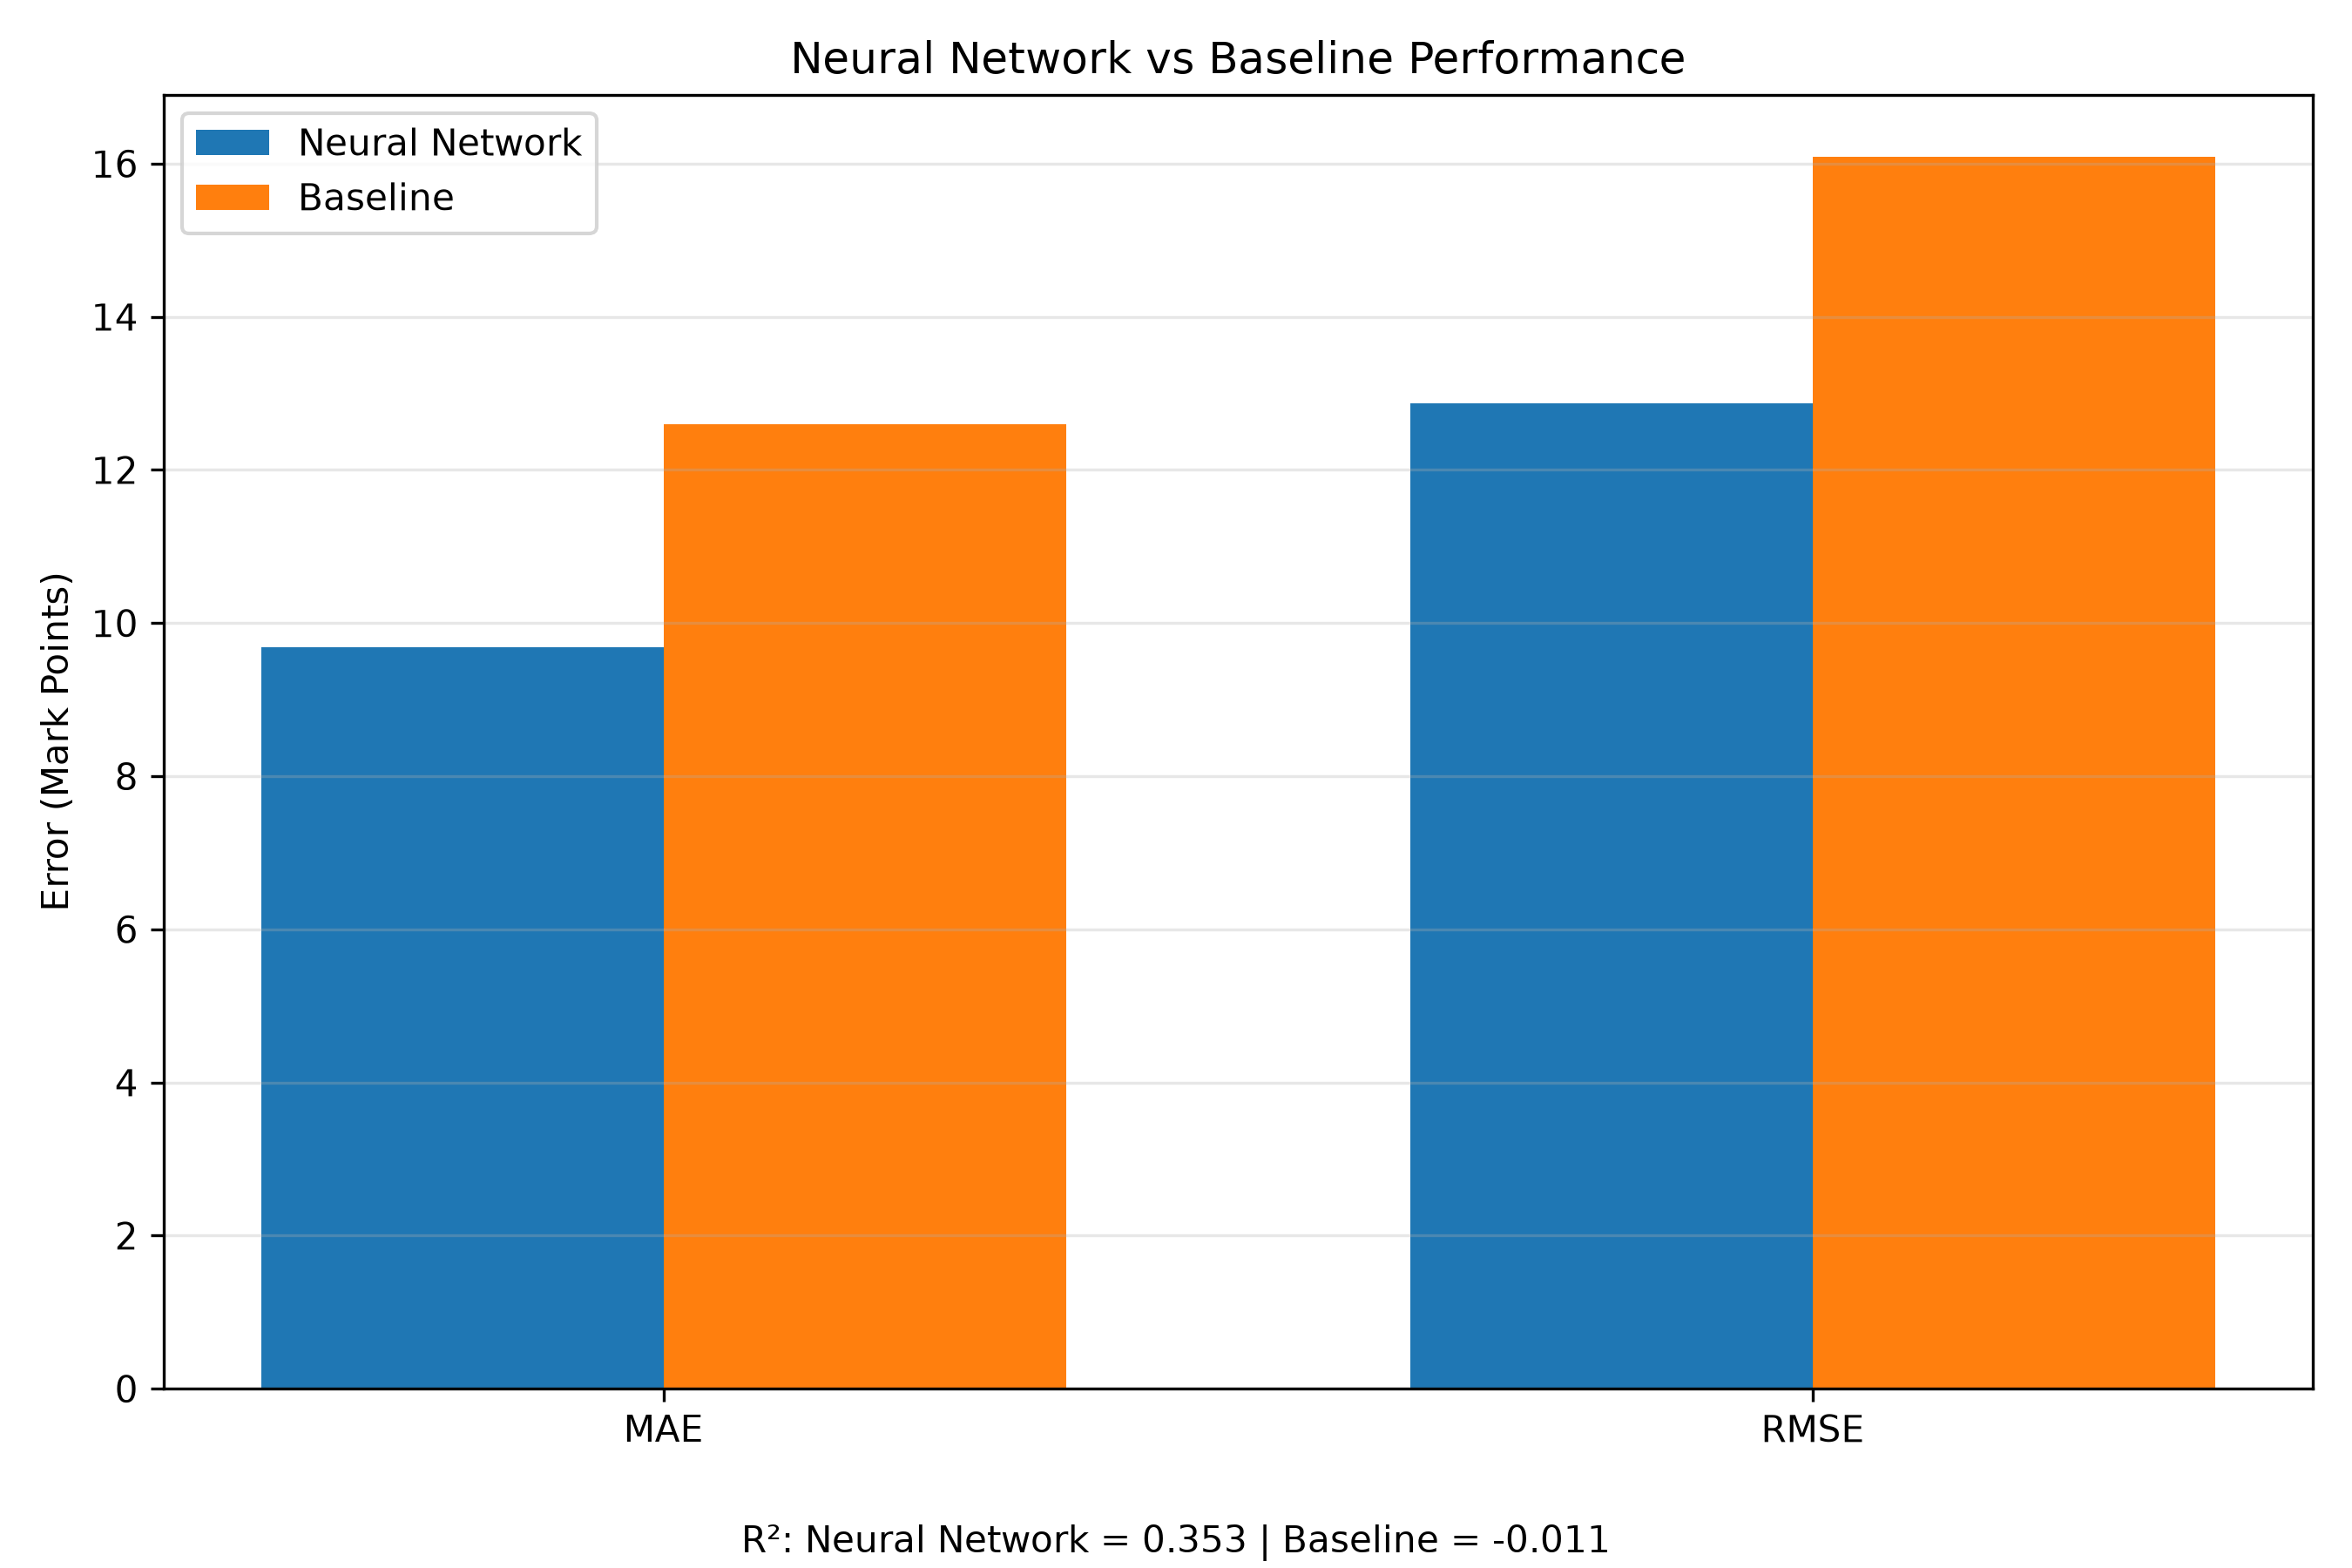 Neural Network vs Baseline Performance
Neural Network
Baseline
16
14
12
10
8
6
4
2
0
Error (Mark Points)
MAE
RMSE
R²: Neural Network = 0.353 | Baseline = -0.011